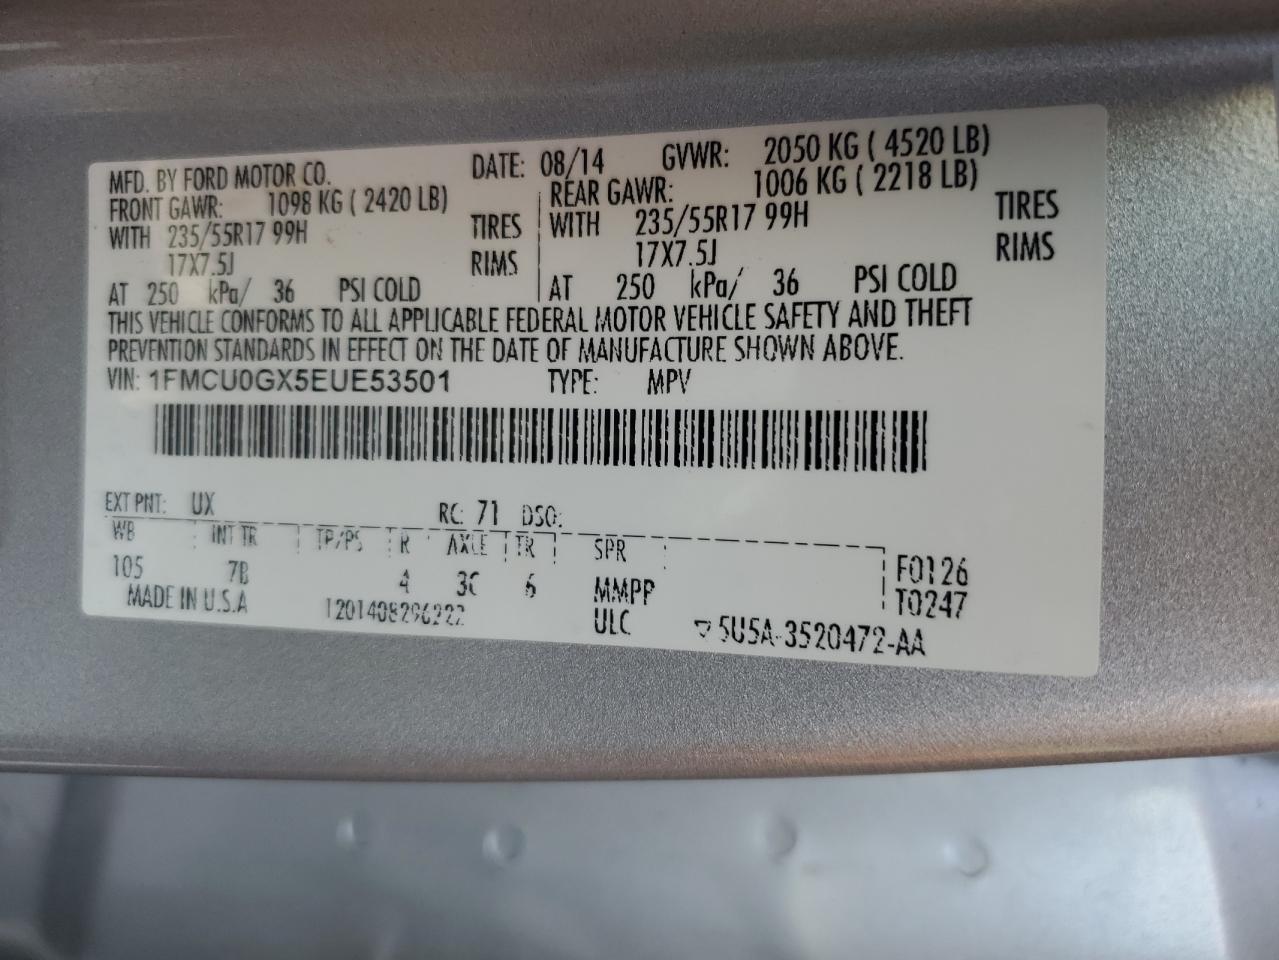 MFD. BY FORD MOTOR CO. DATE: 08/14 GVWR: 2050 KG ( 4520 LB)
FRONT GAWR: 1098 KG ( 2420 LB) REAR GAWR: 1006 KG ( 2218 LB)
WITH 235/55R17 99H TIRES WITH 235/55R17 99H TIRES
17X7.5J RIMS 17X7.5J RIMS
AT 250 kPa/ 36 PSI COLD AT 250 kPa/ 36 PSI COLD
THIS VEHICLE CONFORMS TO ALL APPLICABLE FEDERAL MOTOR VEHICLE SAFETY AND THEFT
PREVENTION STANDARDS IN EFFECT ON THE DATE OF MANUFACTURE SHOWN ABOVE.
VIN: 1FMCU0GX5EUE53501 TYPE: MPV
EXT PNT: UX RC: 71 DSO:
WB INT TR TP/PS R AXLE TR SPR
105 7B 4 3C 6 MMPP F0126
MADE IN U.S.A ULC T0247
5U5A-3520472-AA